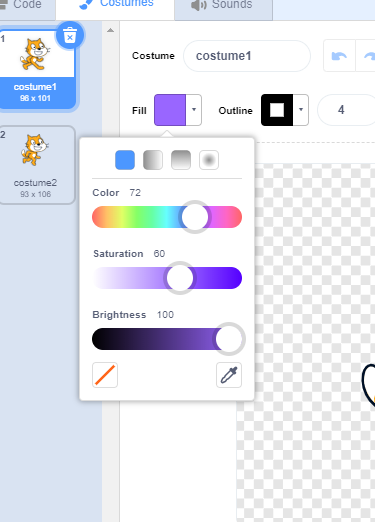 Code
Costumes
Sounds
1
costume1
96 x 101
2
costume2
93 x 106
Costume costume1
Fill Outline 4
Color 72
Saturation 60
Brightness 100